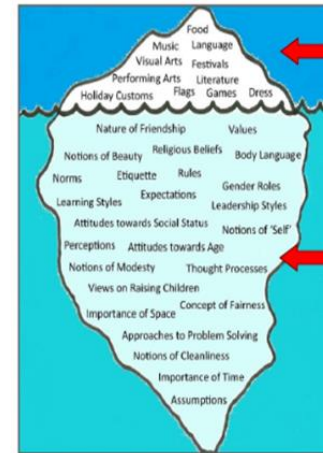 Food
Music Language
Visual Arts Festivals
Performing Arts Literature
Holiday Customs Flags Games Dress
Nature of Friendship Values
Notions of Beauty Religious Beliefs Body Language
Norms Etiquette Rules
Expectations Gender Roles
Learning Styles Leadership Styles
Attitudes towards Social Status Notions of 'Self'
Perceptions Attitudes towards Age
Notions of Modesty Thought Processes
Views on Raising Children
Concept of Fairness
Importance of Space
Approaches to Problem Solving
Notions of Cleanliness
Importance of Time
Assumptions